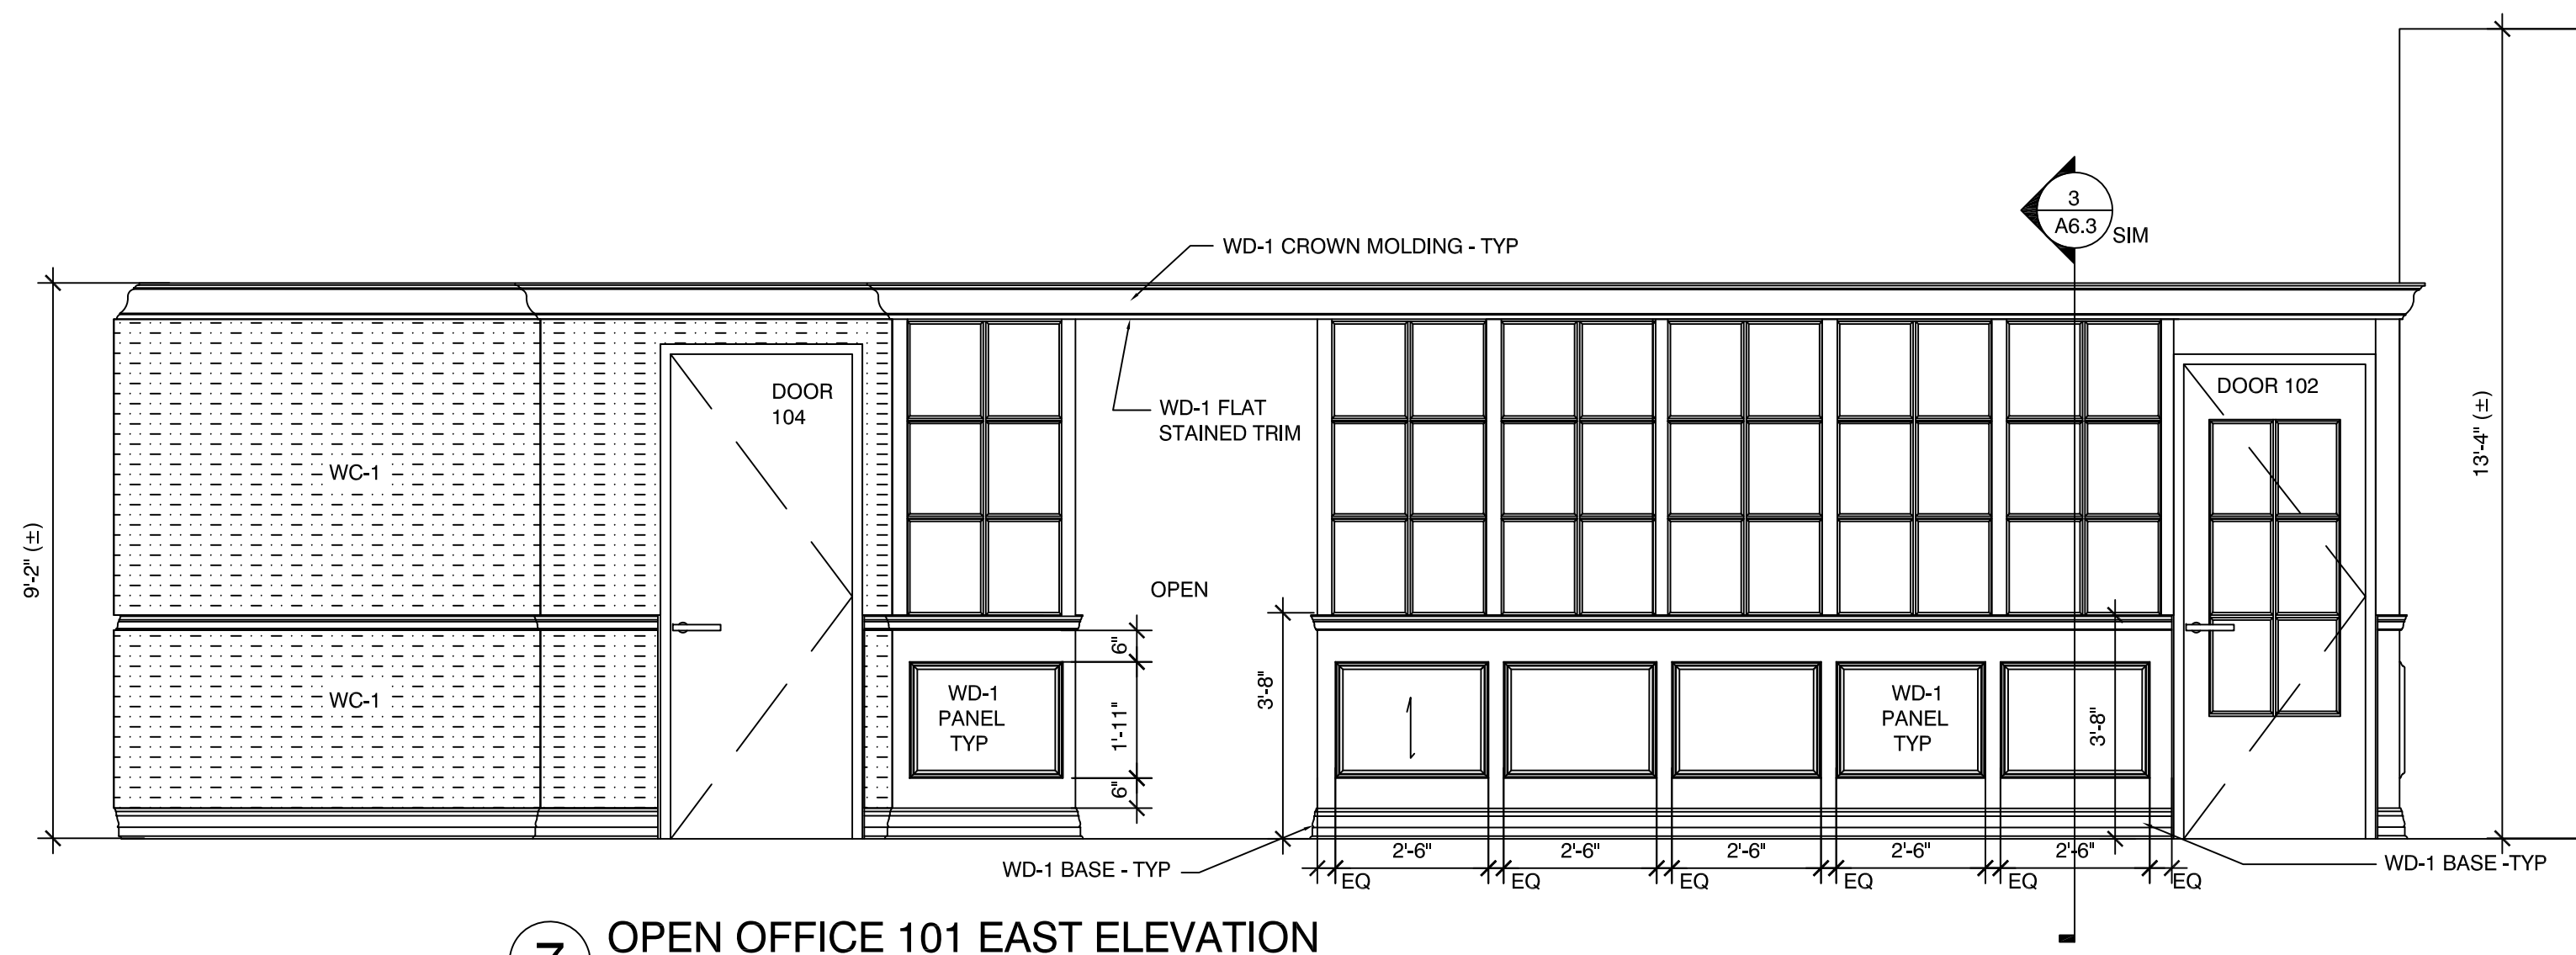 3
A6.3
SIM
WD-1 CROWN MOLDING - TYP
DOOR
104
WD-1 FLAT
STAINED TRIM
DOOR 102
13'-4" (±)
9'-2" (±)
WC-1
OPEN
WC-1
WD-1
PANEL
TYP
6"
1'-11"
6"
3'-8"
WD-1
PANEL
TYP
3'-8"
2'-6"
2'-6"
2'-6"
2'-6"
2'-6"
WD-1 BASE - TYP
WD-1 BASE -TYP
EQ
EQ
EQ
EQ
EQ
EQ
OPEN OFFICE 101 EAST ELEVATION